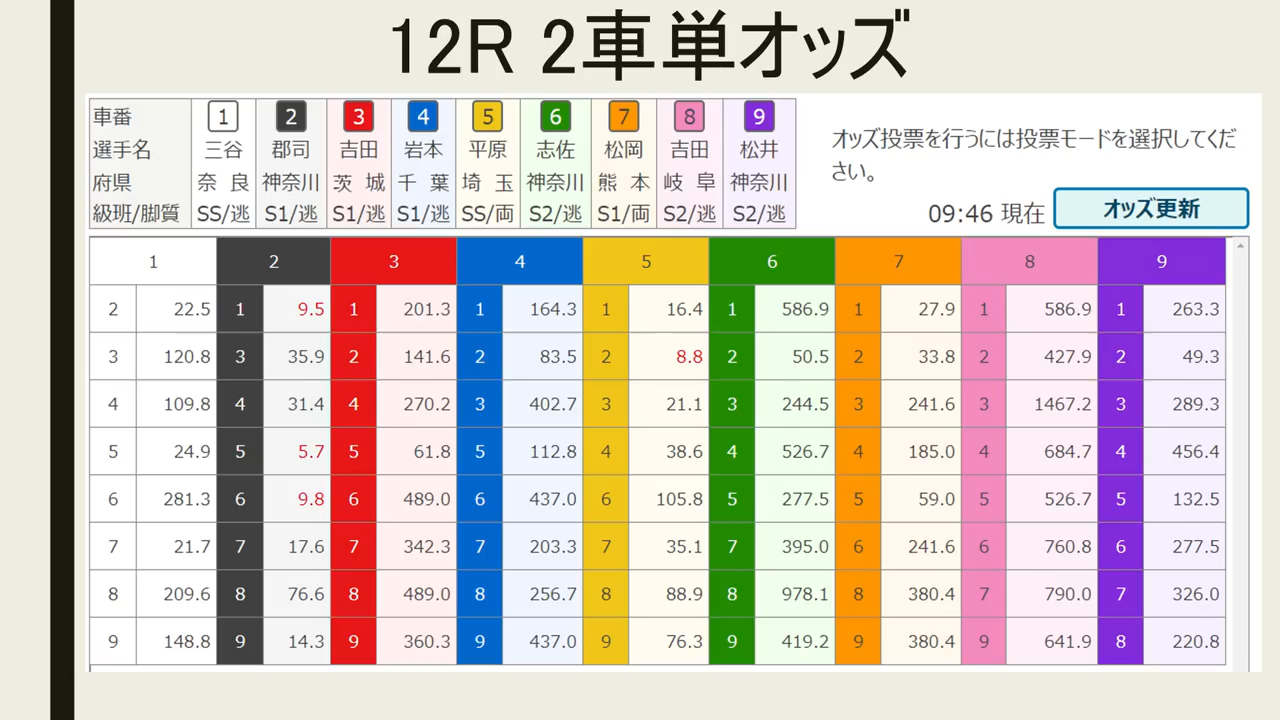 12R 2車単オッズ
車番 1 2 3 4 5 6 7 8 9
選手名 三谷 郡司 吉田 岩本 平原 志佐 松岡 吉田 松井
府県 奈 良 神奈川 茨 城 千 葉 埼 玉 神奈川 熊 本 岐 阜 神奈川
級班/脚質 SS/逃 S1/逃 S1/逃 S1/逃 SS/両 S2/逃 S1/両 S2/逃 S2/逃
オッズ投票を行うには投票モードを選択してくだ
さい。
09:46 現在 オッズ更新
1 2 3 4 5 6 7 8 9
2 22.5 1 9.5 1 201.3 1 164.3 1 16.4 1 586.9 1 27.9 1 586.9 1 263.3
3 120.8 3 35.9 2 141.6 2 83.5 2 8.8 2 50.5 2 33.8 2 427.9 2 49.3
4 109.8 4 31.4 4 270.2 3 402.7 3 21.1 3 244.5 3 241.6 3 1467.2 3 289.3
5 24.9 5 5.7 5 61.8 5 112.8 4 38.6 4 526.7 4 185.0 4 684.7 4 456.4
6 281.3 6 9.8 6 489.0 6 437.0 6 105.8 5 277.5 5 59.0 5 526.7 5 132.5
7 21.7 7 17.6 7 342.3 7 203.3 7 35.1 7 395.0 6 241.6 6 760.8 6 277.5
8 209.6 8 76.6 8 489.0 8 256.7 8 88.9 8 978.1 8 380.4 7 790.0 7 326.0
9 148.8 9 14.3 9 360.3 9 437.0 9 76.3 9 419.2 9 380.4 9 641.9 8 220.8